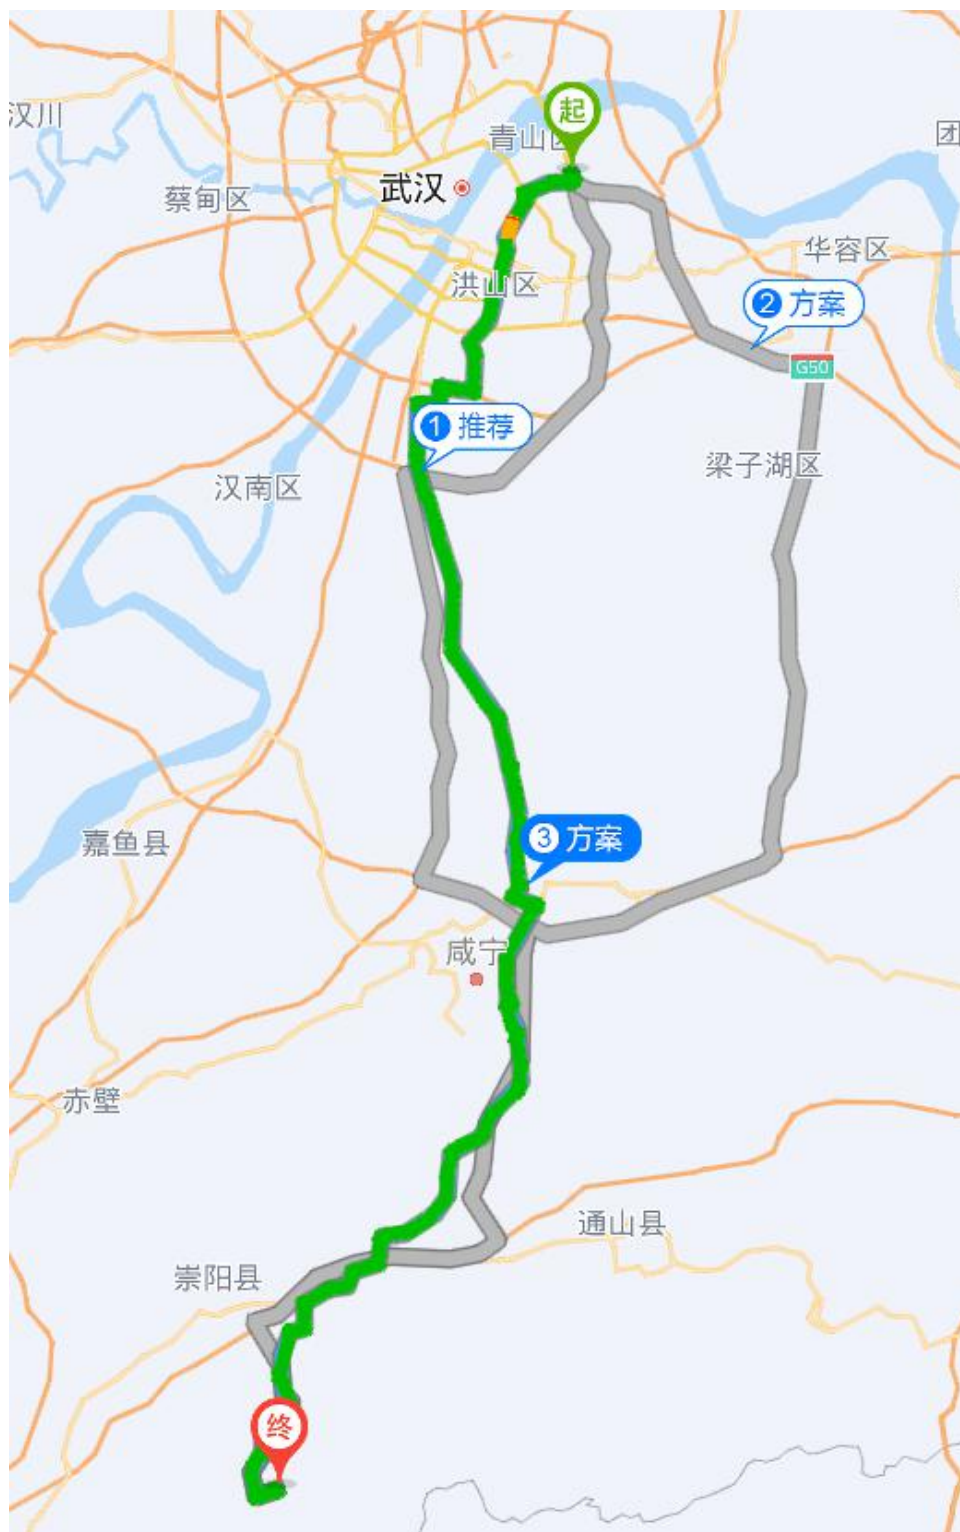 汉川
起
青山区
团
蔡甸区
武汉
华容区
洪山区
2 方案
G50
1 推荐
梁子湖区
汉南区
3 方案
嘉鱼县
咸宁
赤壁
通山县
崇阳县
终